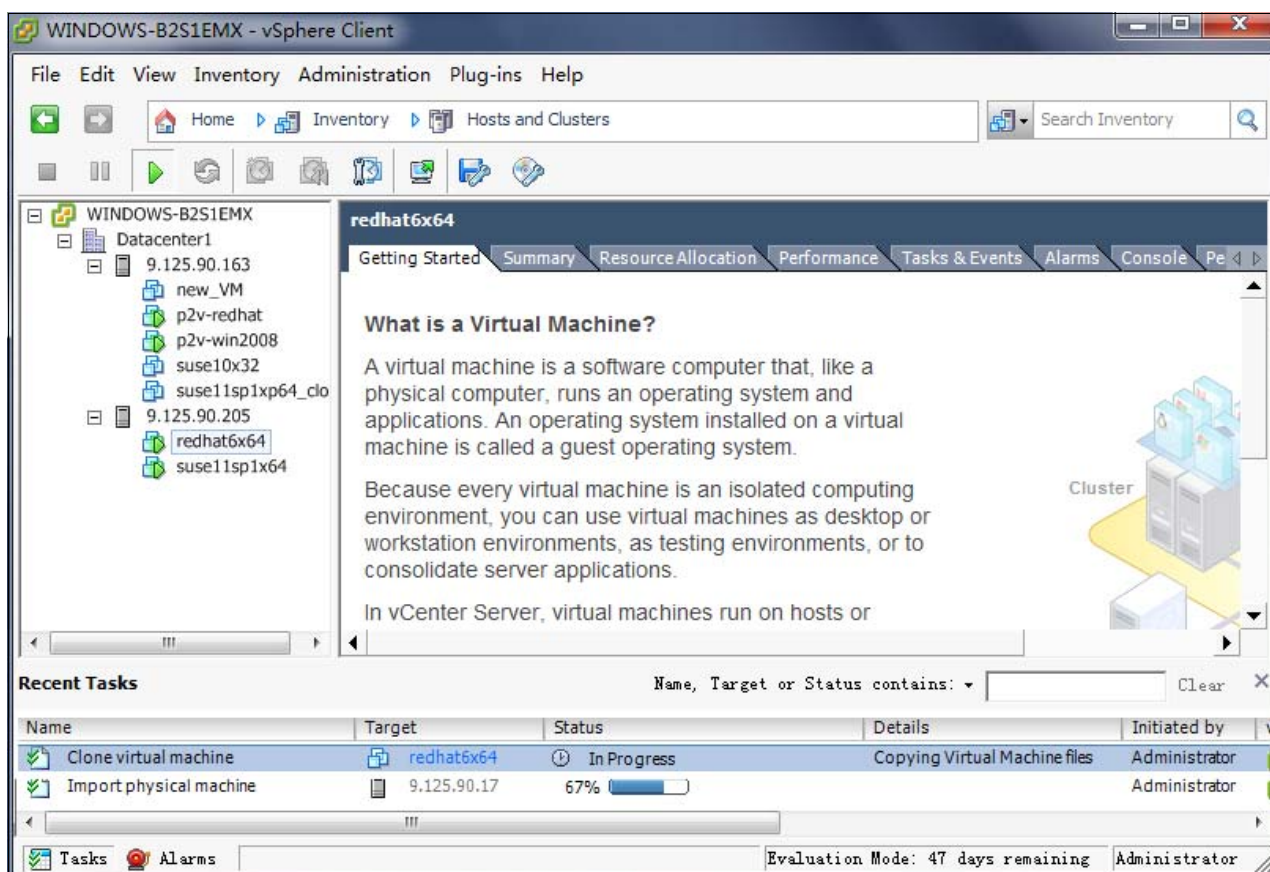 WINDOWS-B2S1EMX - vSphere Client
File Edit View Inventory Administration Plug-ins Help
Home Inventory Hosts and Clusters
Search Inventory
WINDOWS-B2S1EMX
Datacenter1
9.125.90.163
new_VM
p2v-redhat
p2v-win2008
suse10x32
suse11sp1xp64_clo
9.125.90.205
redhat6x64
suse11sp1x64
redhat6x64
Getting Started Summary Resource Allocation Performance Tasks & Events Alarms Console Pe
What is a Virtual Machine?
A virtual machine is a software computer that, like a
physical computer, runs an operating system and
applications. An operating system installed on a virtual
machine is called a guest operating system.
Because every virtual machine is an isolated computing
environment, you can use virtual machines as desktop or
workstation environments, as testing environments, or to
consolidate server applications.
In vCenter Server, virtual machines run on hosts or
Cluster
Recent Tasks
Name, Target or Status contains:
Clear
Name Target Status Details Initiated by
Clone virtual machine redhat6x64 In Progress Copying Virtual Machine files Administrator
Import physical machine 9.125.90.17 67% Administrator
Tasks Alarms Evaluation Mode: 47 days remaining Administrator